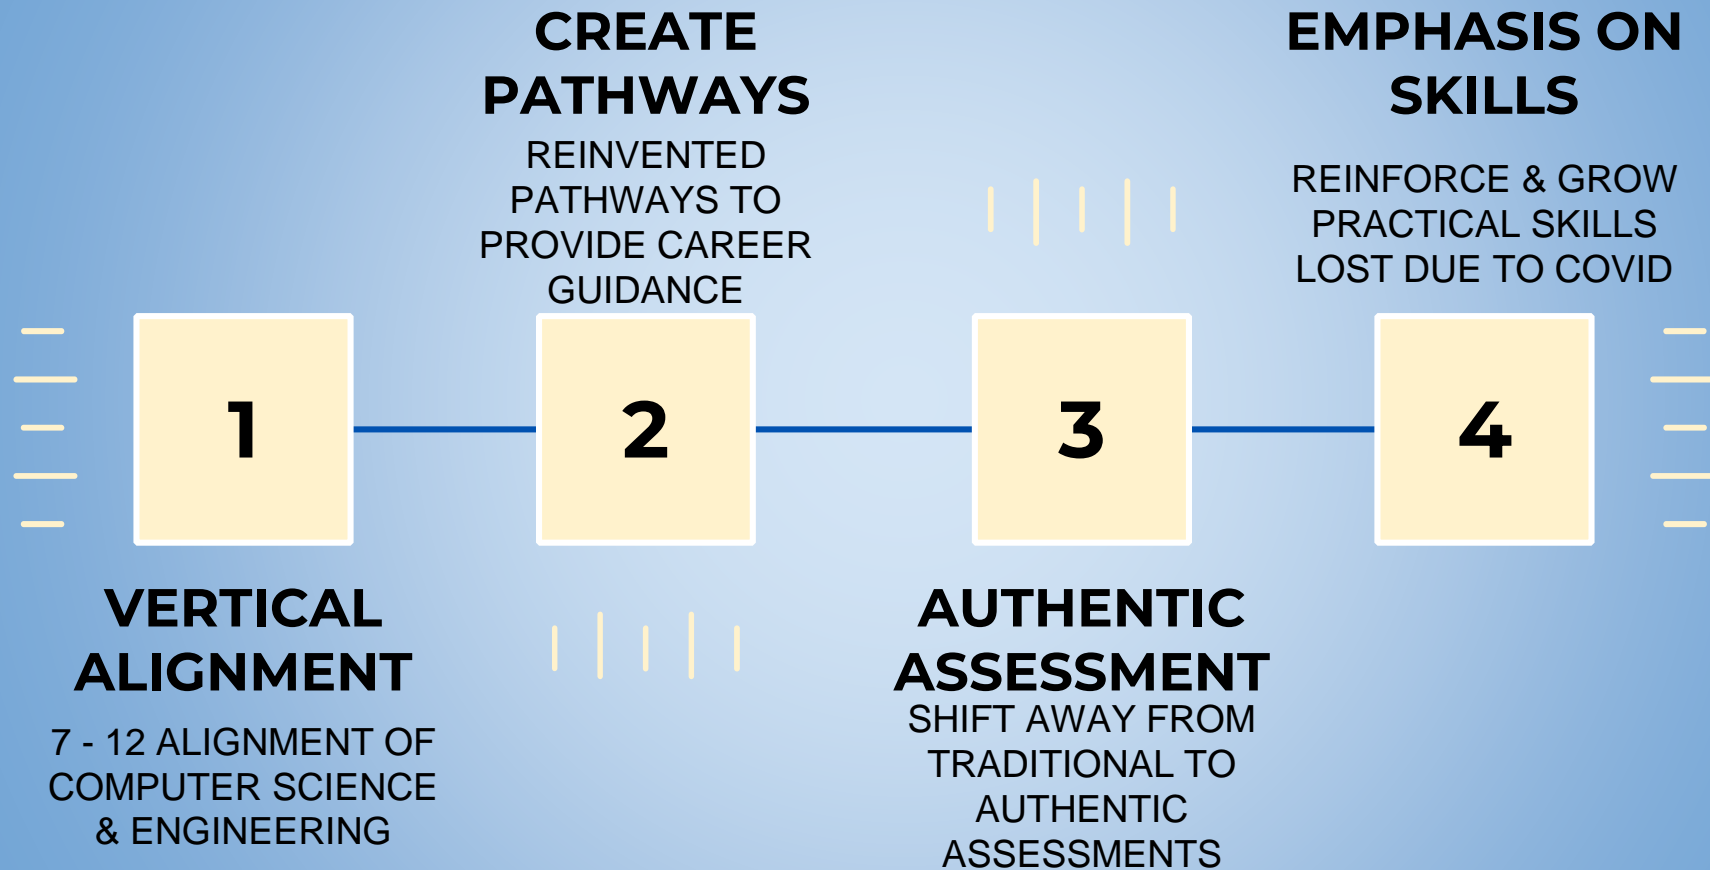 1
VERTICAL
ALIGNMENT
7 - 12 ALIGNMENT OF
COMPUTER SCIENCE
& ENGINEERING
CREATE
PATHWAYS
REINVENTED
PATHWAYS TO
PROVIDE CAREER
GUIDANCE
2
3
AUTHENTIC
ASSESSMENT
SHIFT AWAY FROM
TRADITIONAL TO
AUTHENTIC
ASSESSMENTS
EMPHASIS ON
SKILLS
REINFORCE & GROW
PRACTICAL SKILLS
LOST DUE TO COVID
4